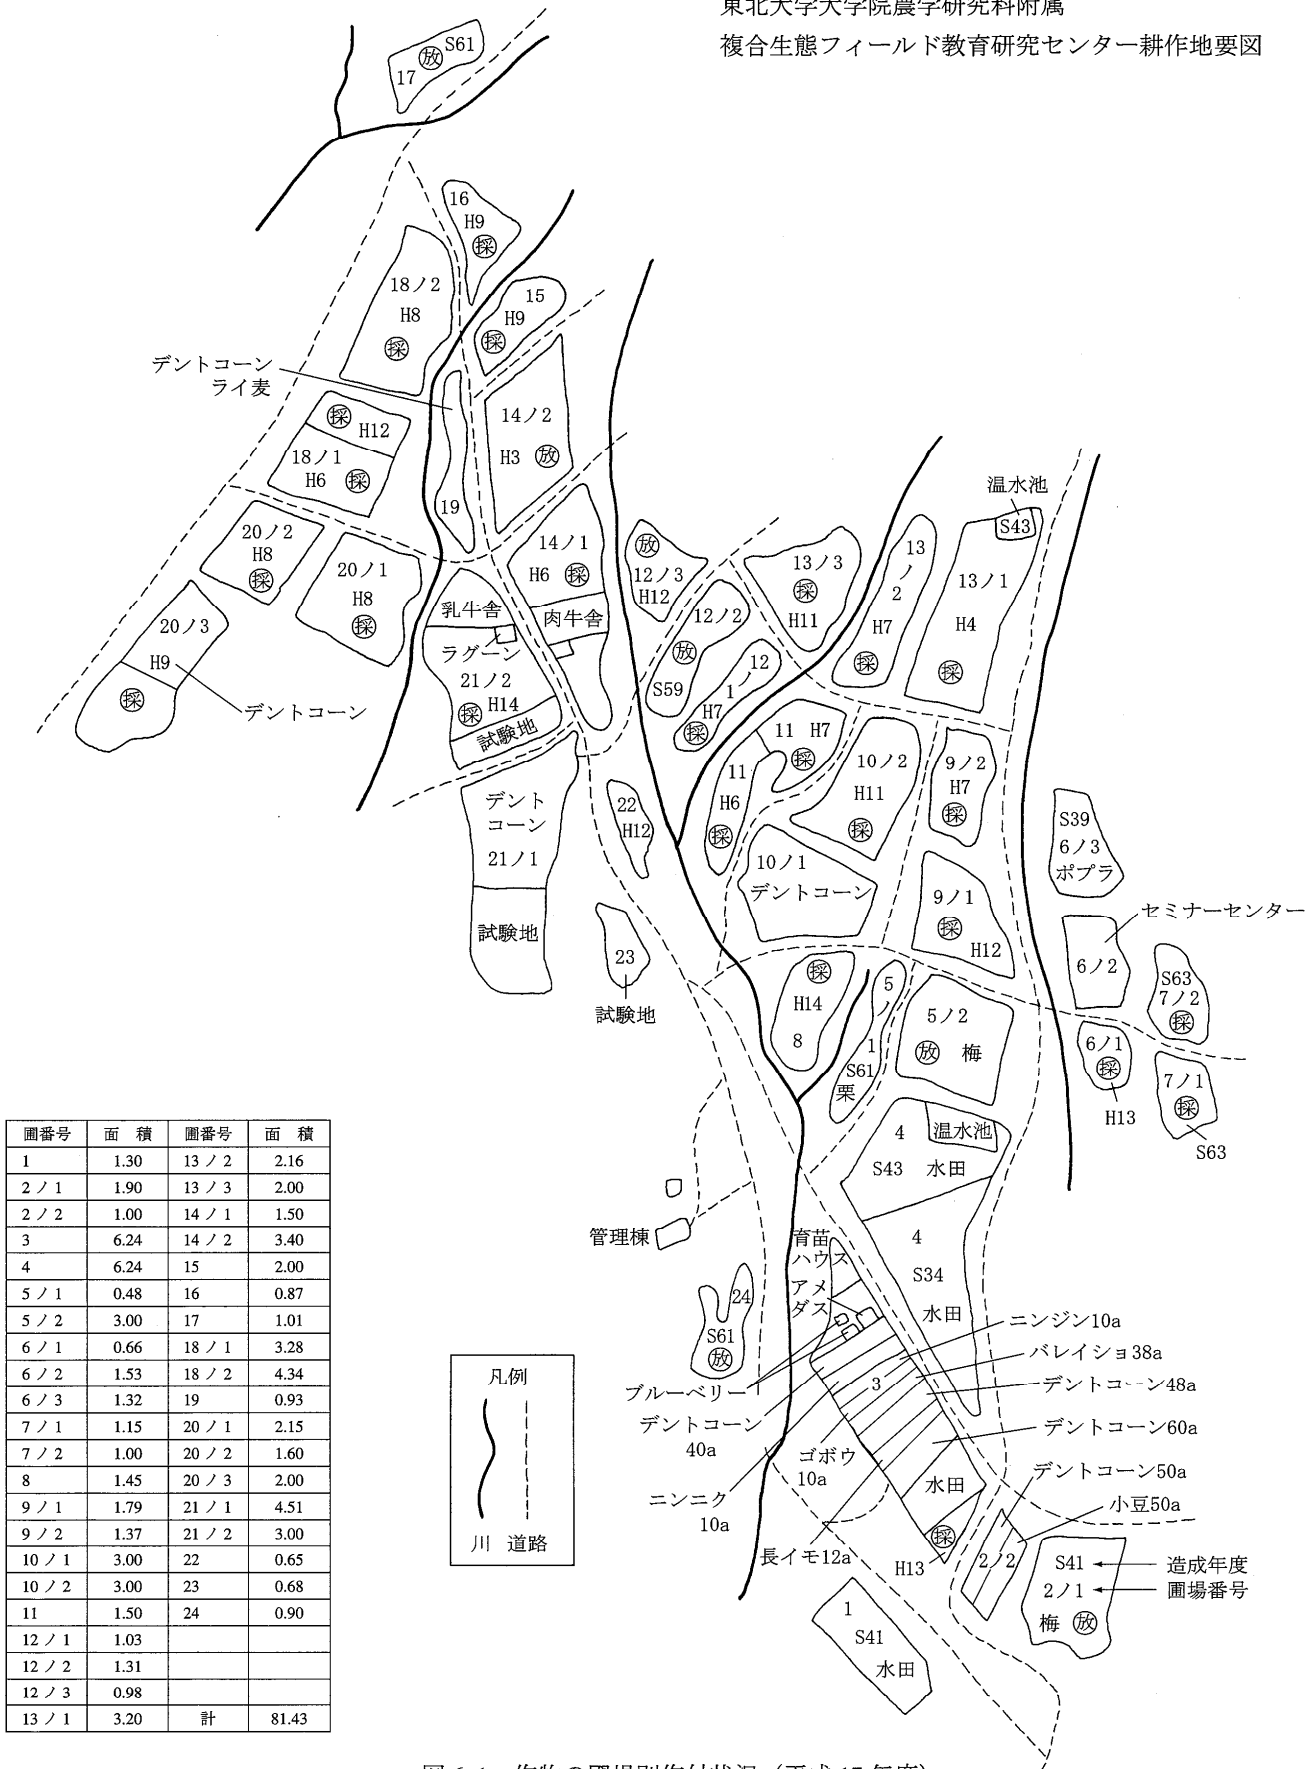 東北大学大学院農学研究科附属
複合生態フィールド教育研究センター耕作地要図
S61
放
17
16
H9
採
18ノ2
H8
採
15
H9
採
デントコーン
ライ麦
14ノ2
H3 放
採 H12
18ノ1
H6 採
19
温水池
S43
20ノ2
H8
採
20ノ1
H8
採
14ノ1
H6 採
放
12ノ3
H12
13ノ3
採
H11
13
ノ
2
H7
採
13ノ1
H4
採
乳牛舎
肉牛舎
12ノ2
放
S59
20ノ3
H9
採
デントコーン
ラグーン
21ノ2
H14
採
試験地
12
ノ
1
H7
採
11 H7
採
11
H6
採
10ノ2
H11
採
9ノ2
H7
採
デント
コーン
21ノ1
試験地
22
H12
S39
6ノ3
ポプラ
10ノ1
デントコーン
9ノ1
採
H12
セミナーセンター
6ノ2
23
試験地
採
H14
8
5
ノ
1
S61
栗
5ノ2
放 梅
S63
7ノ2
採
6ノ1
採
H13
7ノ1
採
S63
4 温水池
S43 水田
圃番号 面 積 圃番号 面 積
1 1.30 13ノ2 2.16
2ノ1 1.90 13ノ3 2.00
2ノ2 1.00 14ノ1 1.50
3 6.24 14ノ2 3.40
4 6.24 15 2.00
5ノ1 0.48 16 0.87
5ノ2 3.00 17 1.01
6ノ1 0.66 18ノ1 3.28
6ノ2 1.53 18ノ2 4.34
6ノ3 1.32 19 0.93
7ノ1 1.15 20ノ1 2.15
7ノ2 1.00 20ノ2 1.60
8 1.45 20ノ3 2.00
9ノ1 1.79 21ノ1 4.51
9ノ2 1.37 21ノ2 3.00
10ノ1 3.00 22 0.65
10ノ2 3.00 23 0.68
11 1.50 24 0.90
12ノ1 1.03
12ノ2 1.31
12ノ3 0.98
13ノ1 3.20 計 81.43
管理棟
育苗
ハウス
アメ
ダス
4
S34
水田
24
S61
放
凡例
川 道路
ブルーベリー
デントコーン
40a
ニンニク
10a
ゴボウ
10a
長イモ12a
3
ニンジン10a
バレイショ38a
デントコーン48a
デントコーン60a
デントコーン50a
小豆50a
水田
採
H13
2ノ2
S41 造成年度
2ノ1 圃場番号
梅 放
1
S41
水田
図6-1 作物の圃場別作付状況（平成17年度）